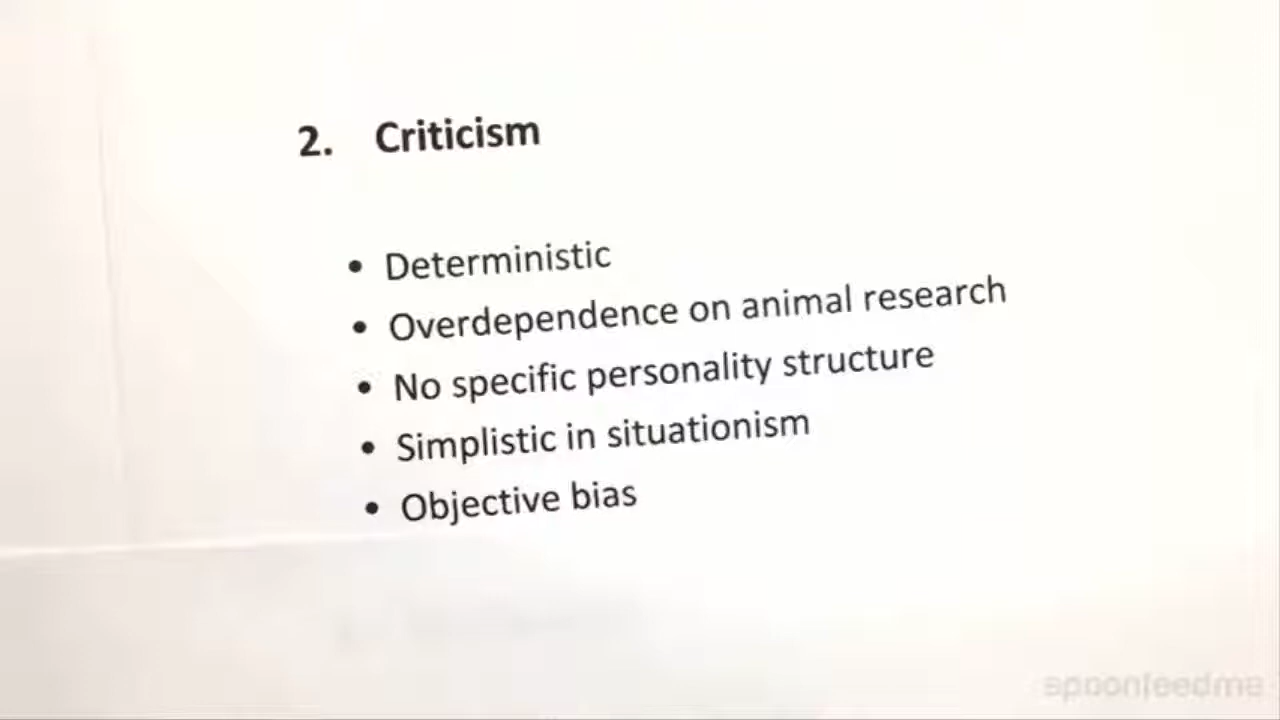 2. Criticism
• Deterministic
• Overdependence on animal research
• No specific personality structure
• Simplistic in situationism
• Objective bias
spoonfeedme